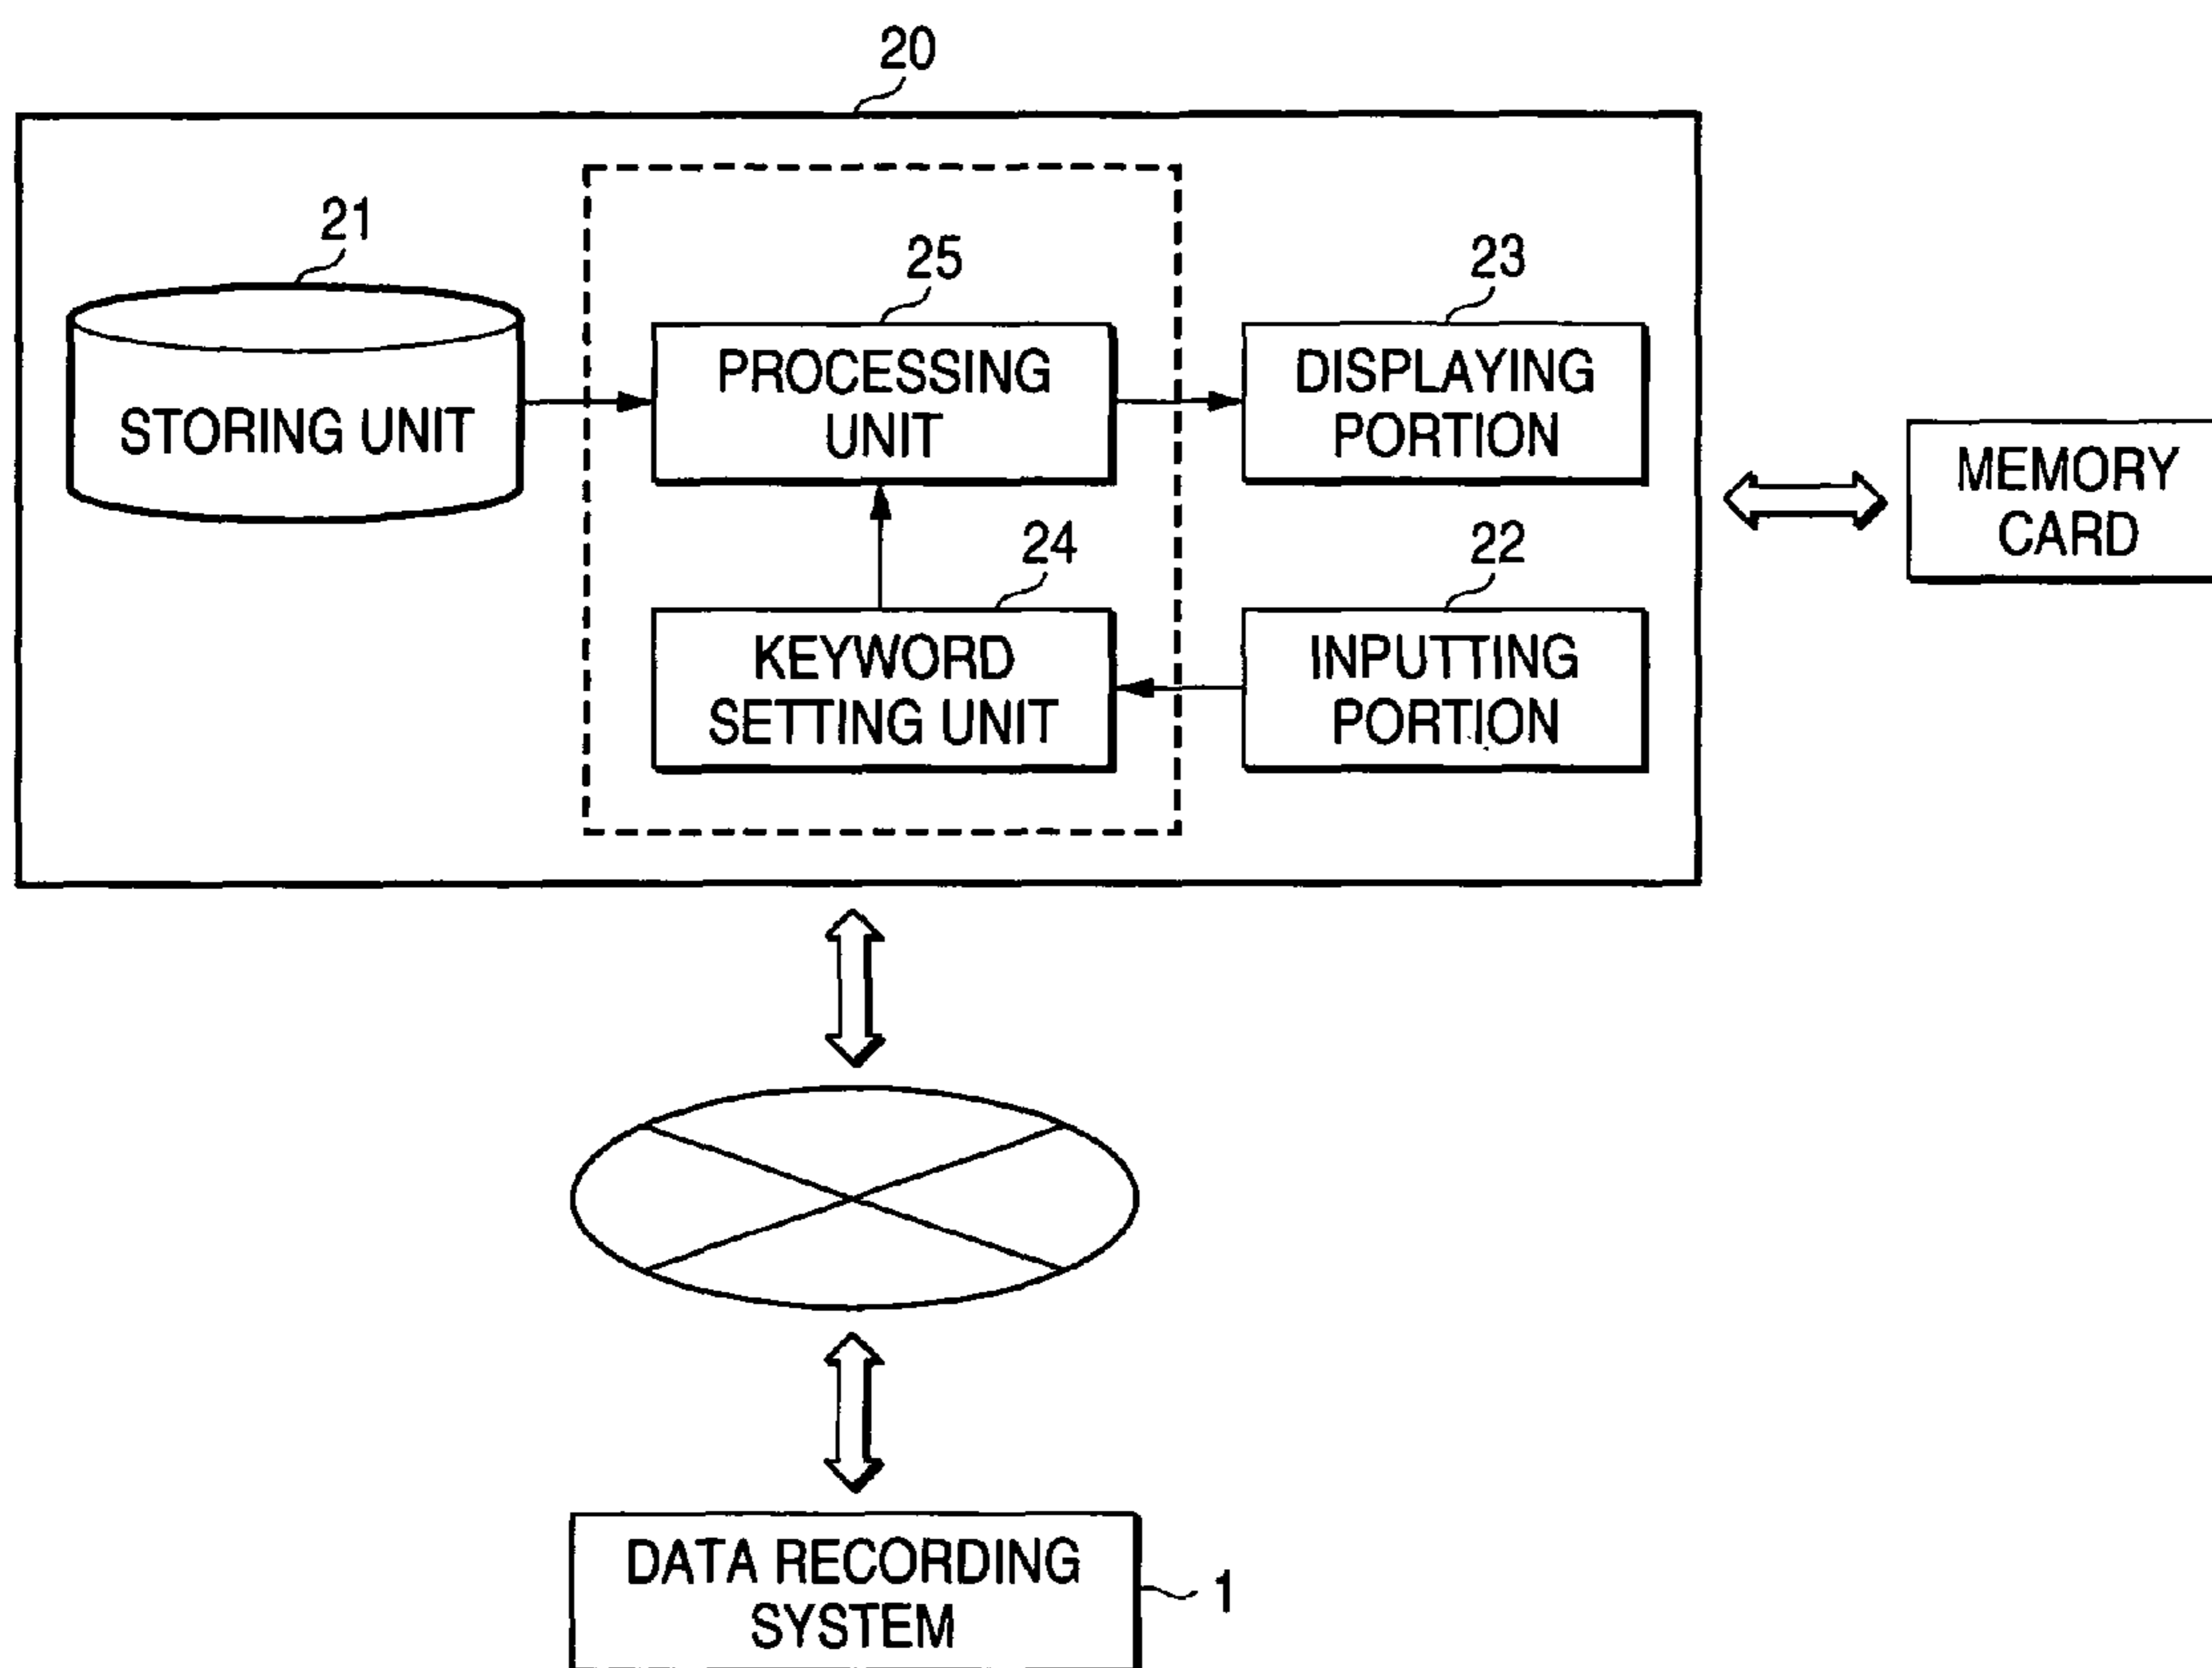 20
21
25
23
STORING UNIT
PROCESSING
UNIT
DISPLAYING
PORTION
MEMORY
CARD
24
22
KEYWORD
SETTING UNIT
INPUTTING
PORTION
DATA RECORDING
SYSTEM
1